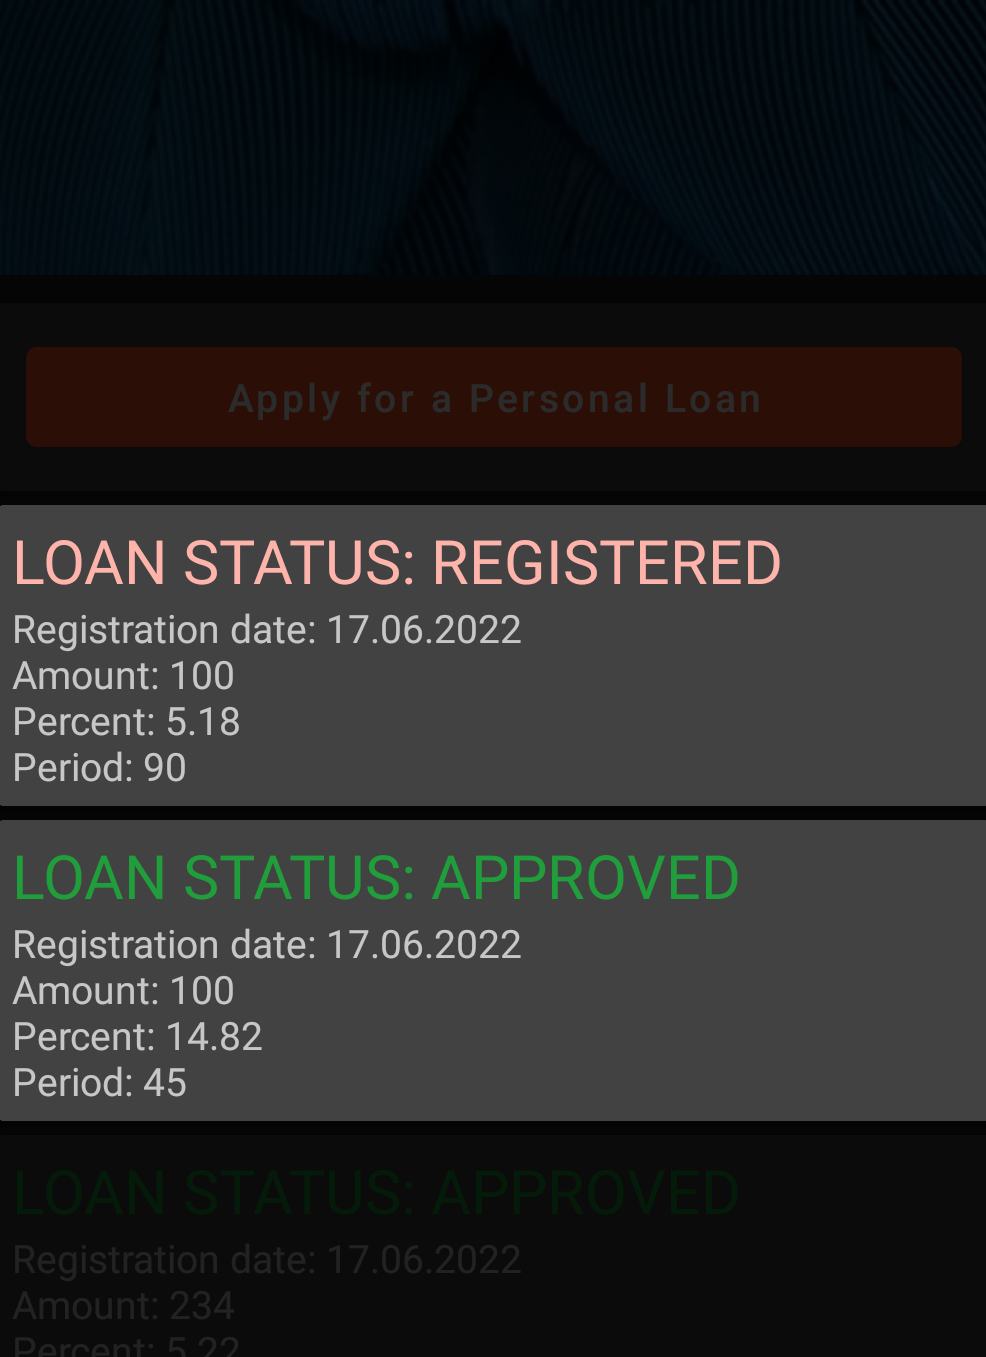 Apply for a Personal Loan
LOAN STATUS: REGISTERED
Registration date: 17.06.2022
Amount: 100
Percent: 5.18
Period: 90
LOAN STATUS: APPROVED
Registration date: 17.06.2022
Amount: 100
Percent: 14.82
Period: 45
LOAN STATUS: APPROVED
Registration date: 17.06.2022
Amount: 234
Percent: 5.22